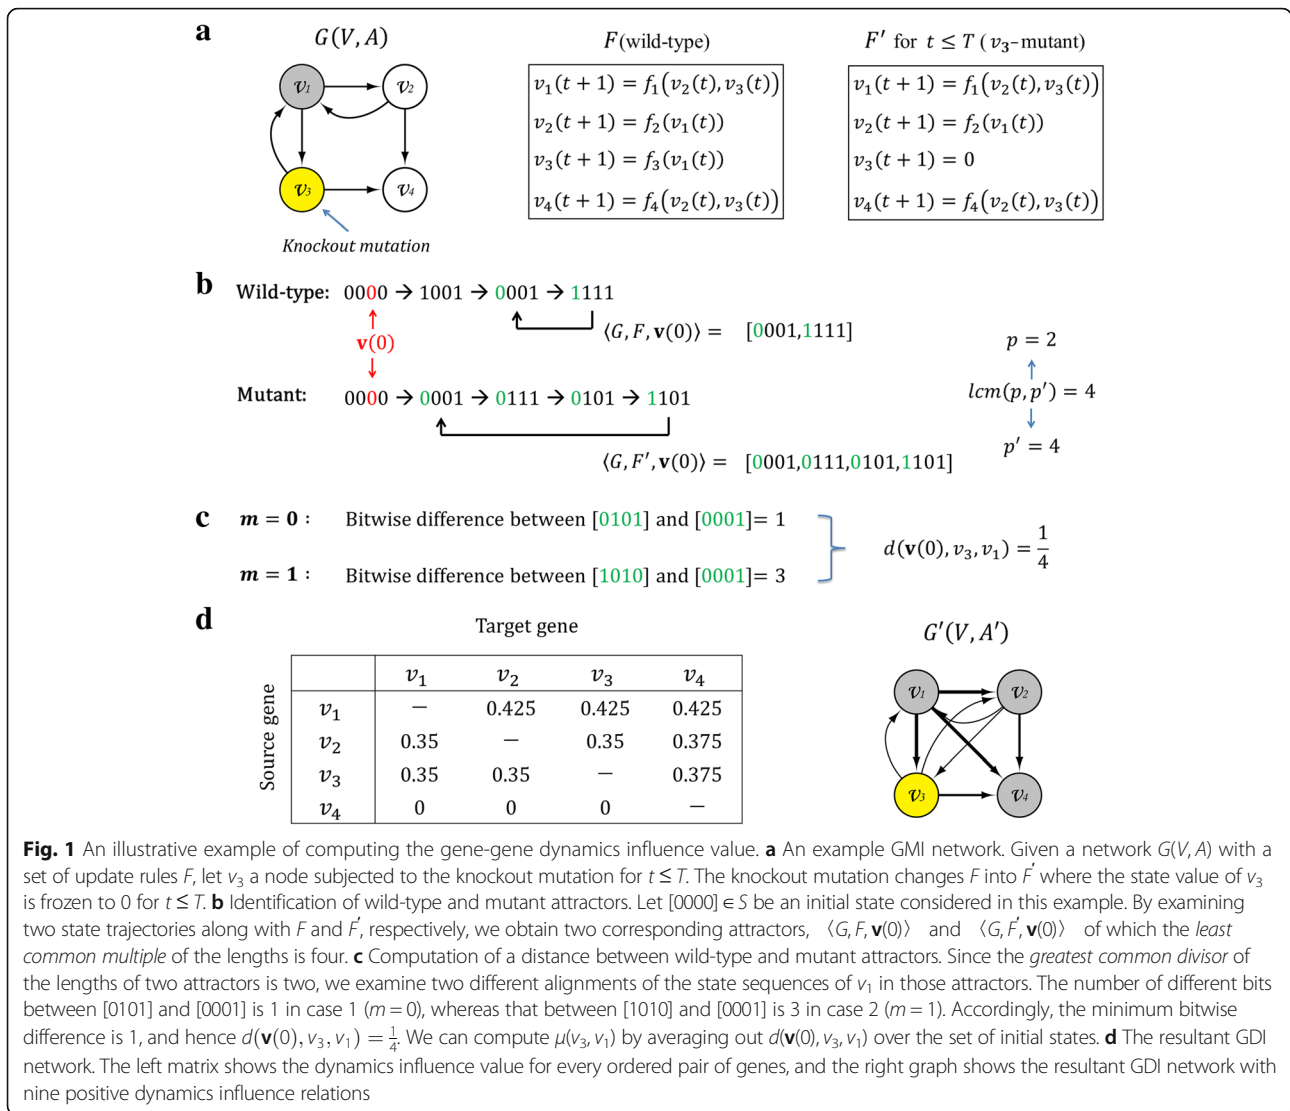 a
G(V, A)
F (wild-type)
F′ for t ≤ T ( v₃-mutant)
v₁
v₂
v₃
v₄
Knockout mutation
v₁(t + 1) = f₁(v₂(t), v₃(t))
v₂(t + 1) = f₂(v₁(t))
v₃(t + 1) = f₃(v₁(t))
v₄(t + 1) = f₄(v₂(t), v₃(t))
v₁(t + 1) = f₁(v₂(t), v₃(t))
v₂(t + 1) = f₂(v₁(t))
v₃(t + 1) = 0
v₄(t + 1) = f₄(v₂(t), v₃(t))
b
Wild-type: 0000 → 1001 → 0001 → 1111
⟨G, F, v(0)⟩ = [0001,1111]
v(0)
Mutant: 0000 → 0001 → 0111 → 0101 → 1101
⟨G, F′, v(0)⟩ = [0001,0111,0101,1101]
p = 2
lcm(p, p′) = 4
p′ = 4
c
m = 0 : Bitwise difference between [0101] and [0001]= 1
m = 1 : Bitwise difference between [1010] and [0001]= 3
d(v(0), v₃, v₁) = 1/4
d
Target gene
Source gene
v₁ v₂ v₃ v₄
v₁ – 0.425 0.425 0.425
v₂ 0.35 – 0.35 0.375
v₃ 0.35 0.35 – 0.375
v₄ 0 0 0 –
G′(V, A′)
v₁
v₂
v₃
v₄
Fig. 1 An illustrative example of computing the gene-gene dynamics influence value. a An example GMI network. Given a network G(V, A) with a
set of update rules F, let v₃ a node subjected to the knockout mutation for t ≤ T. The knockout mutation changes F into F′ where the state value of v₃
is frozen to 0 for t ≤ T. b Identification of wild-type and mutant attractors. Let [0000] ∈ S be an initial state considered in this example. By examining
two state trajectories along with F and F′, respectively, we obtain two corresponding attractors, ⟨G, F, v(0)⟩ and ⟨G, F′, v(0)⟩ of which the least
common multiple of the lengths is four. c Computation of a distance between wild-type and mutant attractors. Since the greatest common divisor of
the lengths of two attractors is two, we examine two different alignments of the state sequences of v₁ in those attractors. The number of different bits
between [0101] and [0001] is 1 in case 1 (m = 0), whereas that between [1010] and [0001] is 3 in case 2 (m = 1). Accordingly, the minimum bitwise
difference is 1, and hence d(v(0), v₃, v₁) = 1/4. We can compute μ(v₃, v₁) by averaging out d(v(0), v₃, v₁) over the set of initial states. d The resultant GDI
network. The left matrix shows the dynamics influence value for every ordered pair of genes, and the right graph shows the resultant GDI network with
nine positive dynamics influence relations